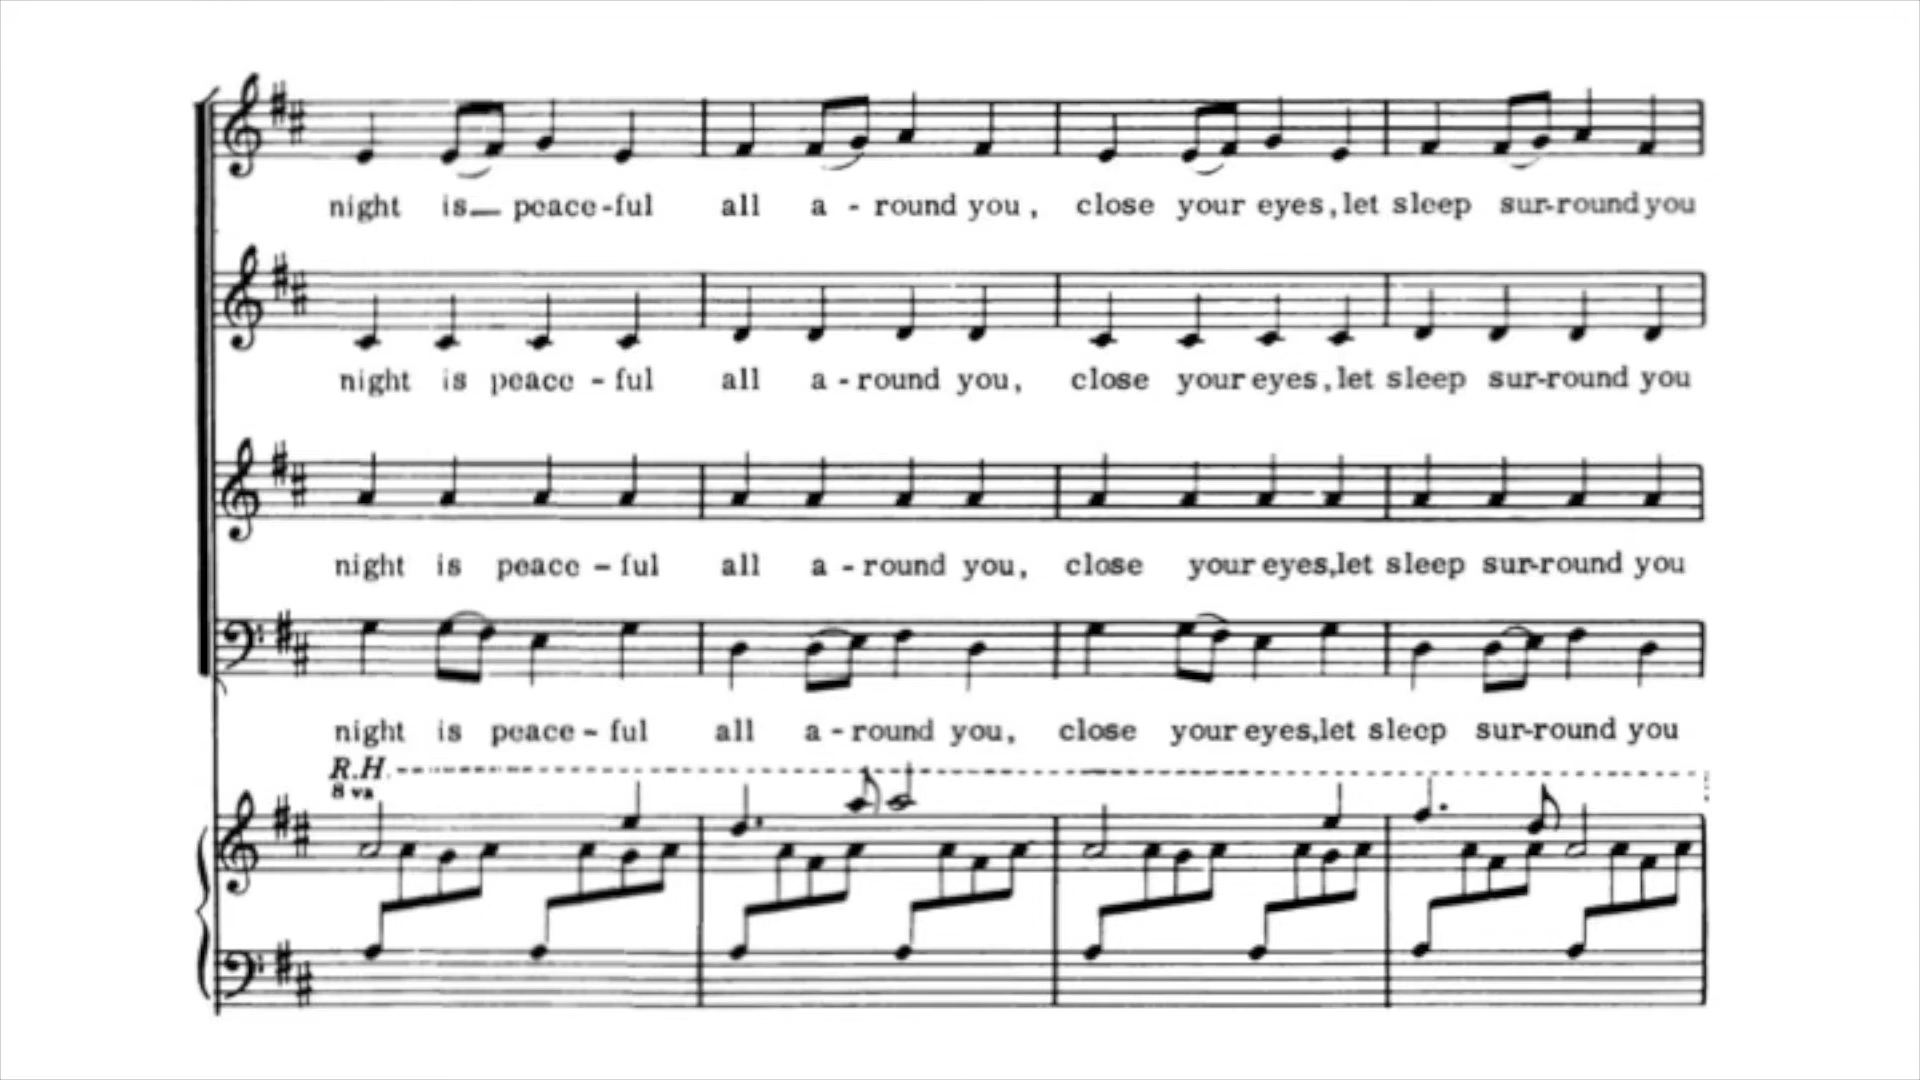 night is peace-ful all a-round you, close your eyes, let sleep sur-round you
night is peace-ful all a-round you, close your eyes, let sleep sur-round you
night is peace-ful all a-round you, close your eyes, let sleep sur-round you
night is peace-ful all a-round you, close your eyes, let sleep sur-round you
R.H.
8 va